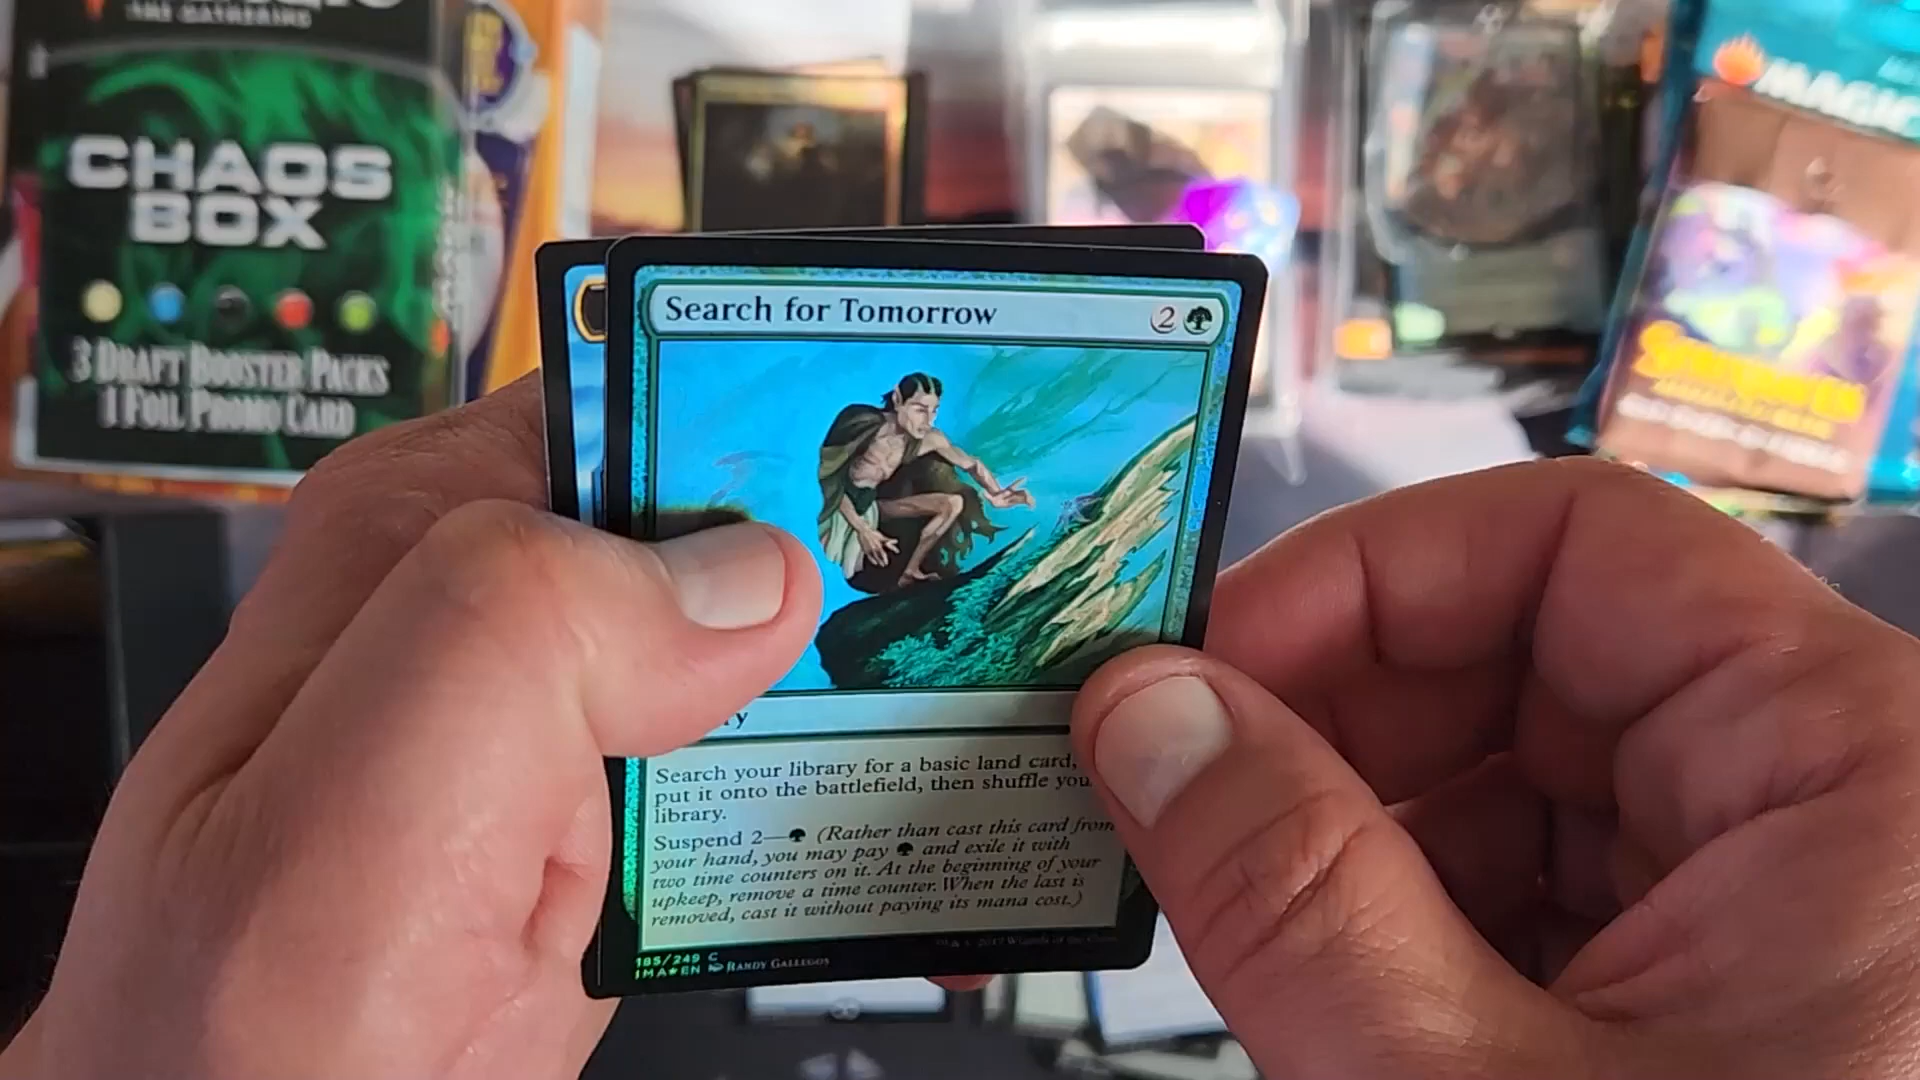 THE GATHERING
CHAOS
BOX
3 DRAFT BOOSTER PACKS
1 FOIL PROMO CARD
MAGIC
Search for Tomorrow
2
ry
Search your library for a basic land card,
put it onto the battlefield, then shuffle you
library.
Suspend 2— (Rather than cast this card from
your hand, you may pay and exile it with
two time counters on it. At the beginning of your
upkeep, remove a time counter. When the last is
removed, cast it without paying its mana cost.)
185/249 C
IMA★EN RANDY GALLEGOS